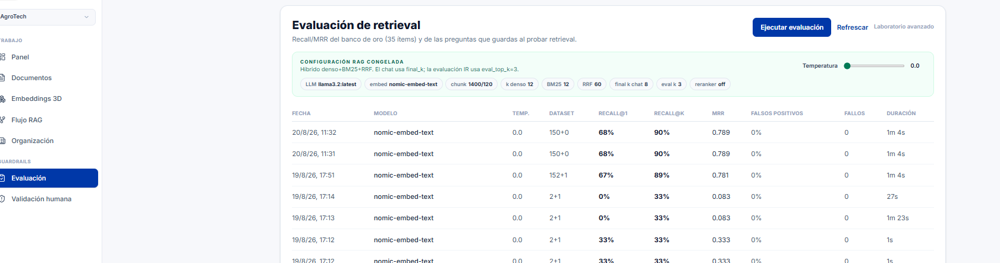 AgroTech
TRABAJO
Panel
Documentos
Embeddings 3D
Flujo RAG
Organización
GUARDRAILS
Evaluación
Validación humana
Evaluación de retrieval
Recall/MRR del banco de oro (35 ítems) y de las preguntas que guardas al probar retrieval.
Ejecutar evaluación Refrescar Laboratorio avanzado
CONFIGURACIÓN RAG CONGELADA
Híbrido denso+BM25+RRF. El chat usa final_k; la evaluación IR usa eval_top_k=3.
Temperatura 0.0
LLM llama3.2:latest embed nomic-embed-text chunk 1400/120 k denso 12 BM25 12 RRF 60 final k chat 8 eval k 3 reranker off
FECHA MODELO TEMP. DATASET RECALL@1 RECALL@K MRR FALSOS POSITIVOS FALLOS DURACIÓN
20/8/26, 11:32 nomic-embed-text 0.0 150+0 68% 90% 0.789 0% 0 1m 4s
20/8/26, 11:31 nomic-embed-text 0.0 150+0 68% 90% 0.789 0% 0 1m 4s
19/8/26, 17:51 nomic-embed-text 0.0 152+1 67% 89% 0.781 0% 0 1m 4s
19/8/26, 17:14 nomic-embed-text 0.0 2+1 0% 33% 0.083 0% 0 27s
19/8/26, 17:13 nomic-embed-text 0.0 2+1 0% 33% 0.083 0% 0 1m 23s
19/8/26, 17:12 nomic-embed-text 0.0 2+1 33% 33% 0.333 0% 0 1s
19/8/26, 17:12 nomic-embed-text 0.0 2+1 33% 33% 0.333 0% 0 1s